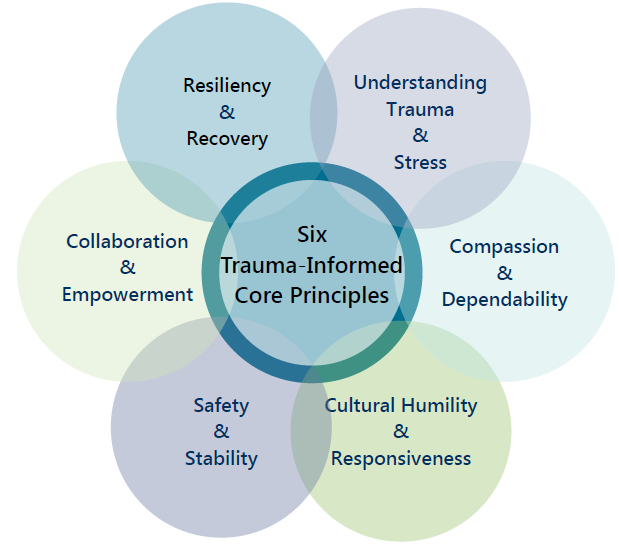 Resiliency
&
Recovery
Understanding
Trauma
&
Stress
Collaboration
&
Empowerment
Six
Trauma-Informed
Core Principles
Compassion
&
Dependability
Safety
&
Stability
Cultural Humility
&
Responsiveness